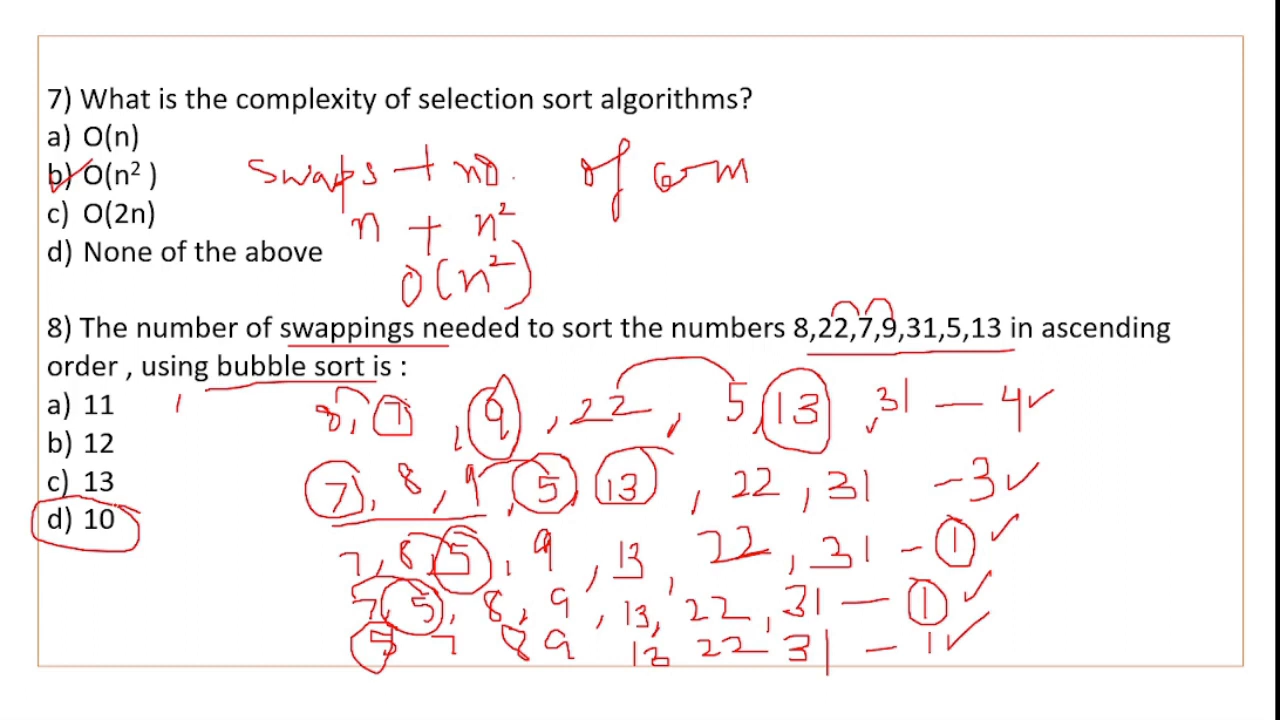 7) What is the complexity of selection sort algorithms?
a) O(n)
b) O(n²)
c) O(2n)
d) None of the above
swaps + no. of com
n + n²
O(n²)
8) The number of swappings needed to sort the numbers 8,22,7,9,31,5,13 in ascending
order , using bubble sort is :
a) 11
b) 12
c) 13
d) 10
8, 7, 9, 22, 5, 13, 31 — 4✓
7, 8, 9, 5, 13, 22, 31 -3✓
7, 8, 5, 9, 13, 22, 31 - 1 ✓
7, 5, 8, 9, 13, 22, 31 — 1 ✓
5 7 8 9 13 22 31 - 1✓